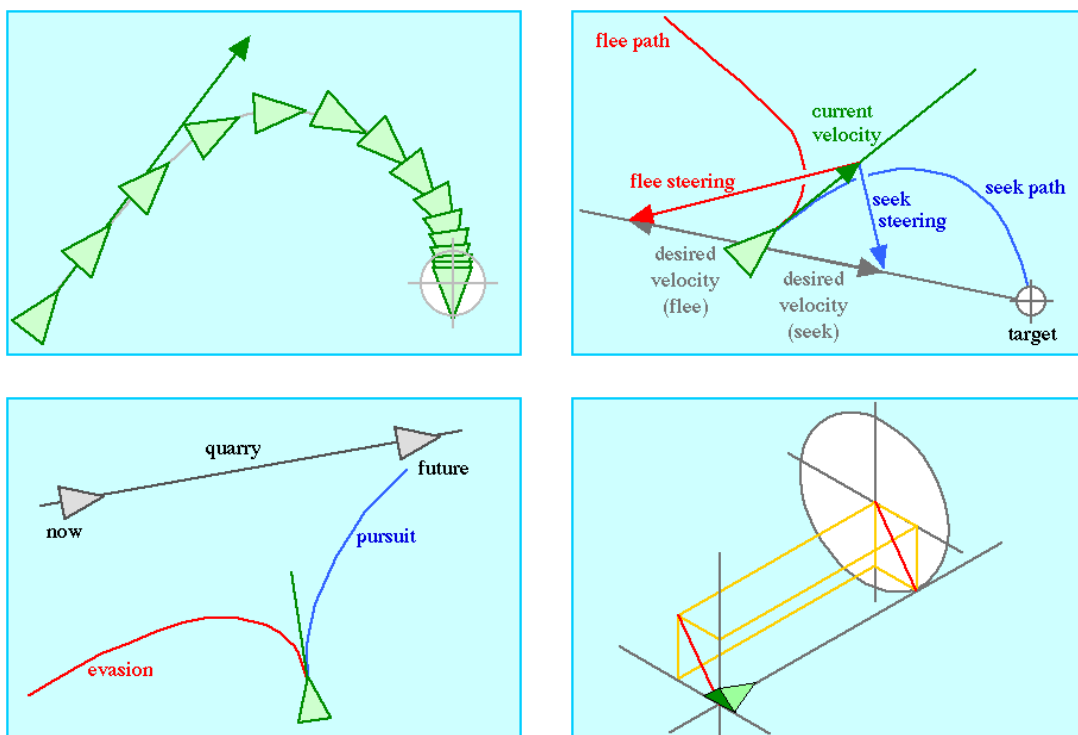 flee path
current
velocity
flee steering
seek
steering
seek path
desired
velocity
(flee)
desired
velocity
(seek)
target
quarry
future
now
pursuit
evasion